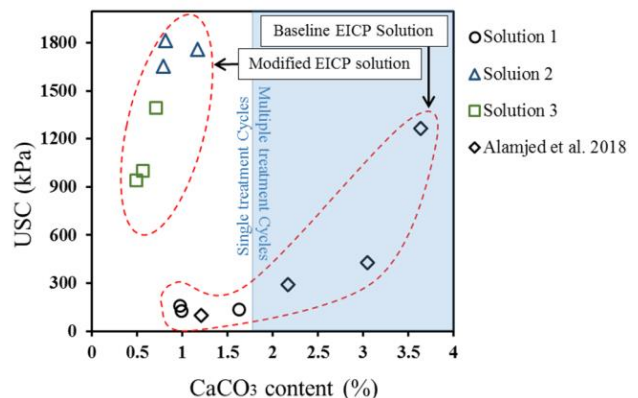 Baseline EICP Solution
Modified EICP solution
Single treatment Cycles
Multiple treatment Cycles
USC (kPa)
1800
1500
1200
900
600
300
0
0
0.5
1
1.5
2
2.5
3
3.5
4
CaCO₃ content (%)
Solution 1
Soluion 2
Solution 3
Alamjed et al. 2018